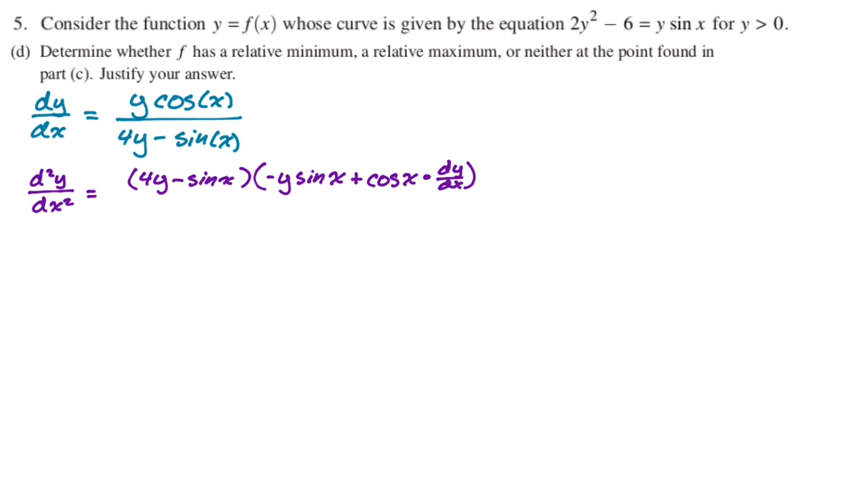 5. Consider the function y = f(x) whose curve is given by the equation 2y² − 6 = y sin x for y > 0.
(d) Determine whether f has a relative minimum, a relative maximum, or neither at the point found in
part (c). Justify your answer.
dy/dx = y cos(x) / 4y − sin(x)
d²y/dx² = (4y − sin x)(−y sin x + cos x · dy/dx)